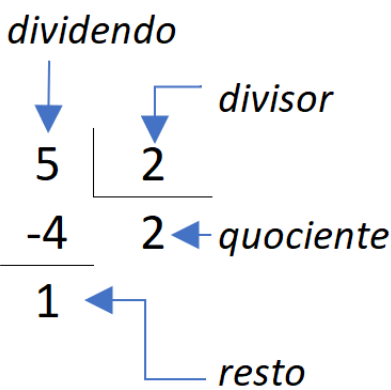 dividendo
divisor
5 2
-4 2 quociente
1
resto